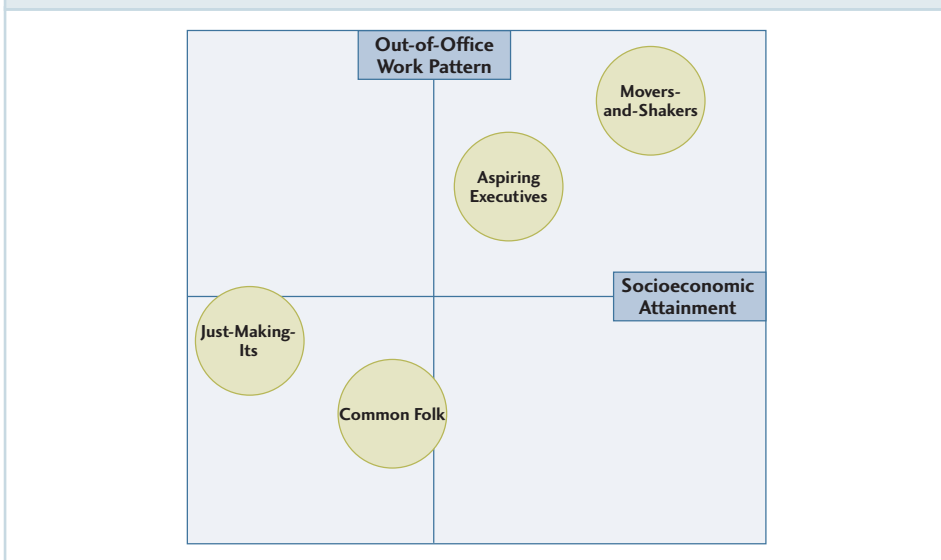 Out-of-Office
Work Pattern
Movers-
and-Shakers
Aspiring
Executives
Socioeconomic
Attainment
Just-Making-
Its
Common Folk